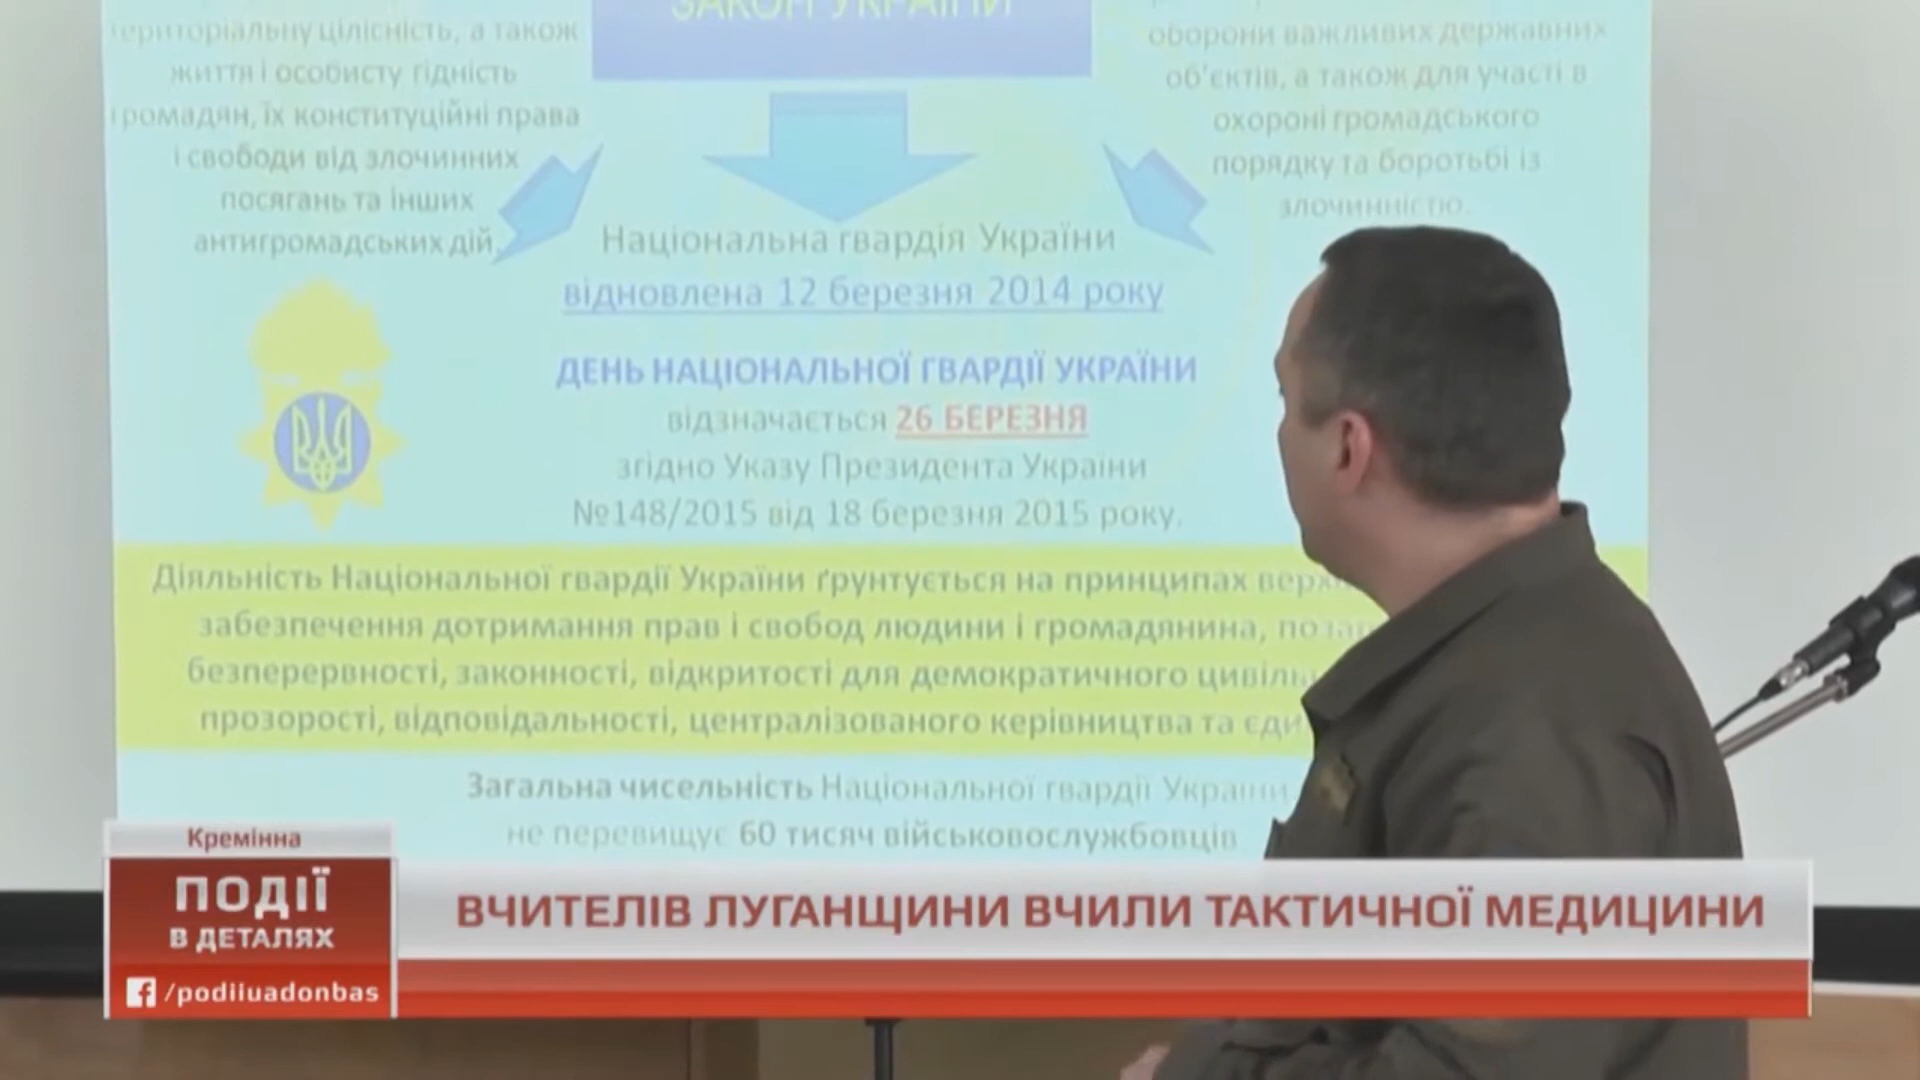 ЗАКОН УКРАЇНИ
територіальну цілісність, а також
життя і особисту гідність
громадян, їх конституційні права
і свободи від злочинних
посягань та інших
антигромадських дій,
оборони важливих державних
об'єктів, а також для участі в
охороні громадського
порядку та боротьбі із
злочинністю.
Національна гвардія України
відновлена 12 березня 2014 року
ДЕНЬ НАЦІОНАЛЬНОЇ ГВАРДІЇ УКРАЇНИ
відзначається 26 БЕРЕЗНЯ
згідно Указу Президента України
№148/2015 від 18 березня 2015 року.
Діяльність Національної гвардії України ґрунтується на принципах
забезпечення дотримання прав і свобод людини і громадянина,
безперервності, законності, відкритості для демократичного
прозорості, відповідальності, централізованого керівництва та
Загальна чисельність Національної гвардії України
не перевищує 60 тисяч військовослужбовців
Кремінна
ПОДІЇ
В ДЕТАЛЯХ
/podiiuadonbas
ВЧИТЕЛІВ ЛУГАНЩИНИ ВЧИЛИ ТАКТИЧНОЇ МЕДИЦИНИ